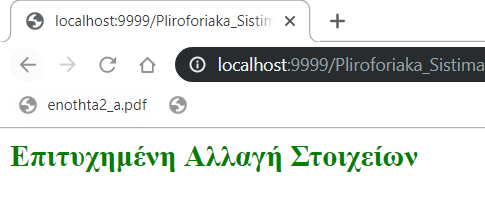 localhost:9999/Pliroforiaka_Sistim
localhost:9999/Pliroforiaka_Sistima
enothta2_a.pdf
Επιτυχημένη Αλλαγή Στοιχείων